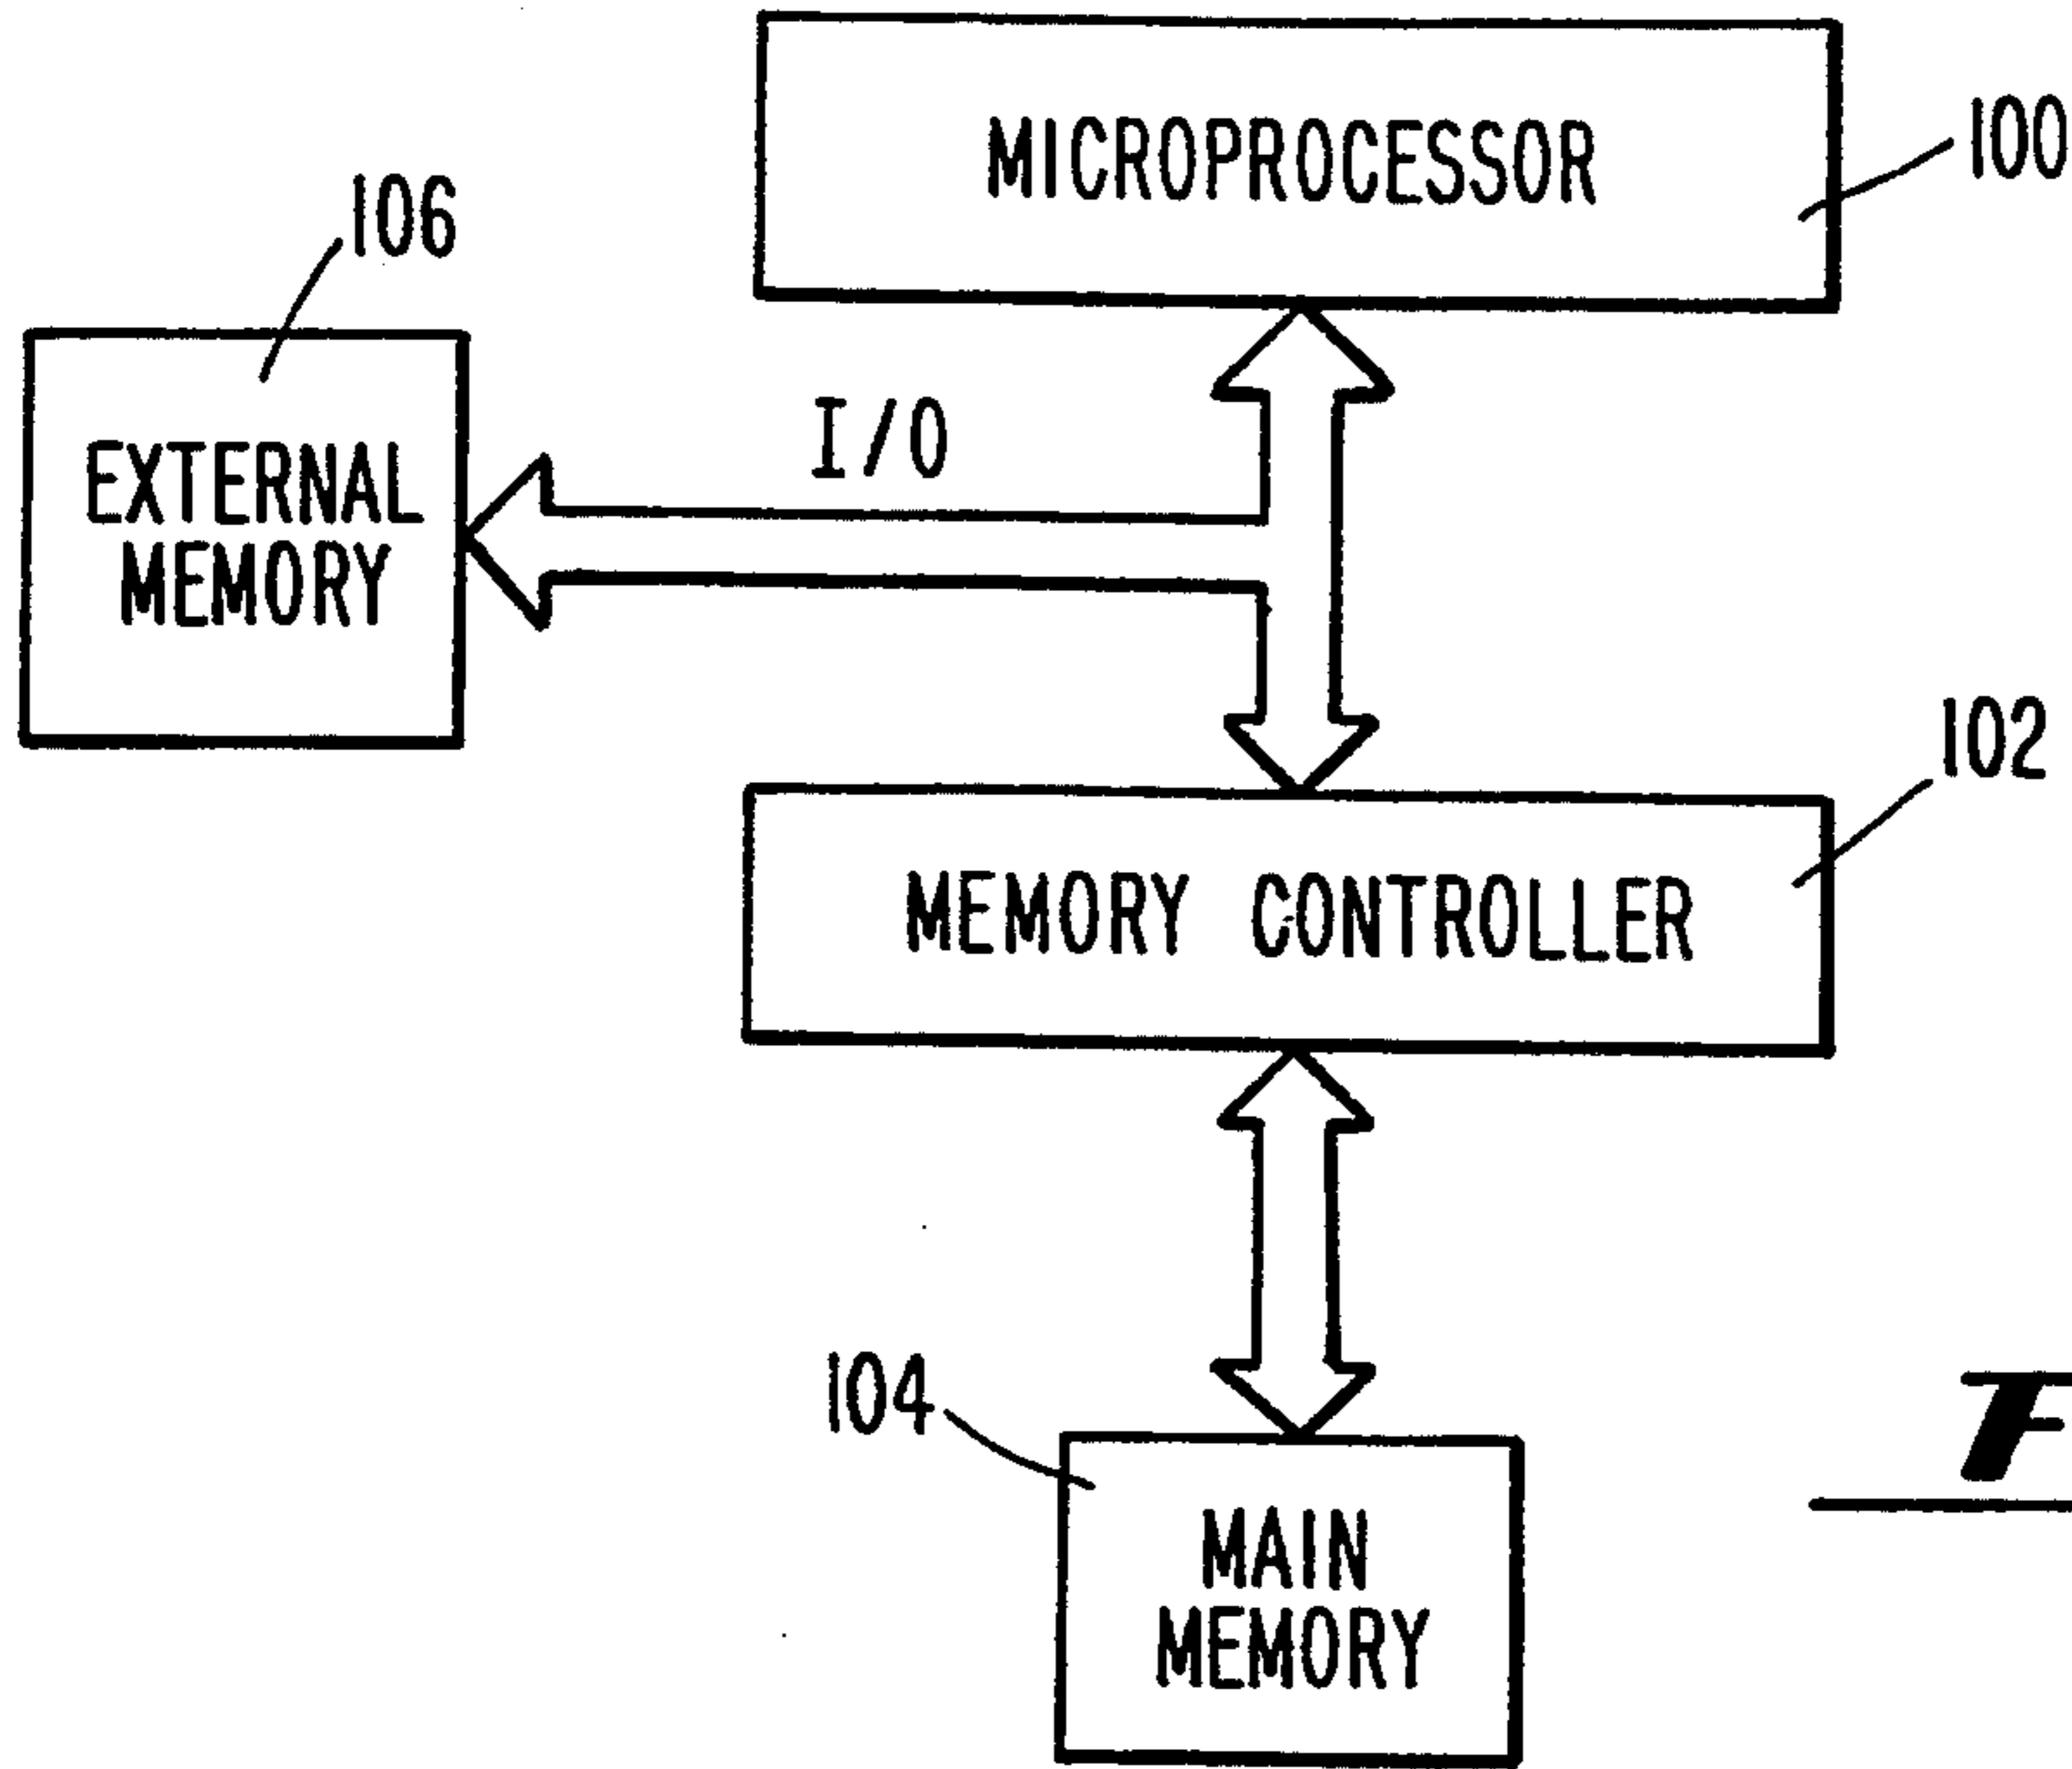 MICROPROCESSOR
100
106
I/O
EXTERNAL
MEMORY
102
MEMORY CONTROLLER
104
MAIN
MEMORY
F